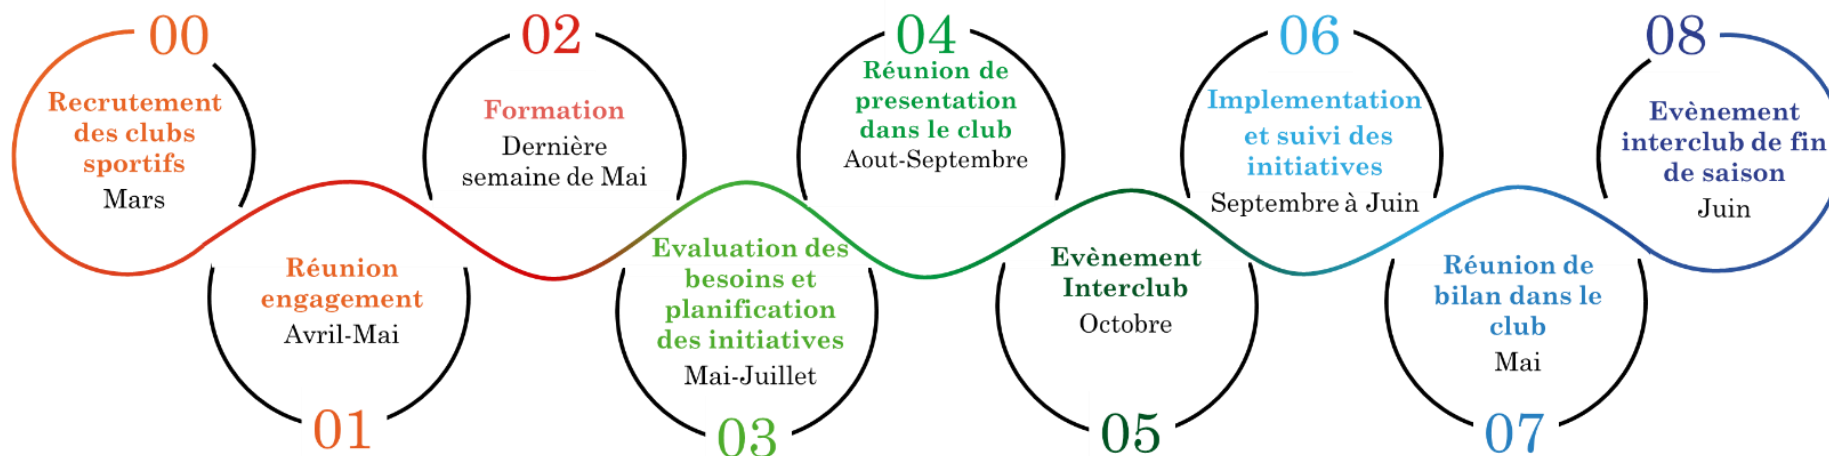 00
Recrutement
des clubs
sportifs
Mars
01
Réunion
engagement
Avril-Mai
02
Formation
Dernière
semaine de Mai
03
Evaluation des
besoins et
planification
des initiatives
Mai-Juillet
04
Réunion de
presentation
dans le club
Aout-Septembre
05
Evènement
Interclub
Octobre
06
Implementation
et suivi des
initiatives
Septembre à Juin
07
Réunion de
bilan dans le
club
Mai
08
Evènement
interclub de fin
de saison
Juin